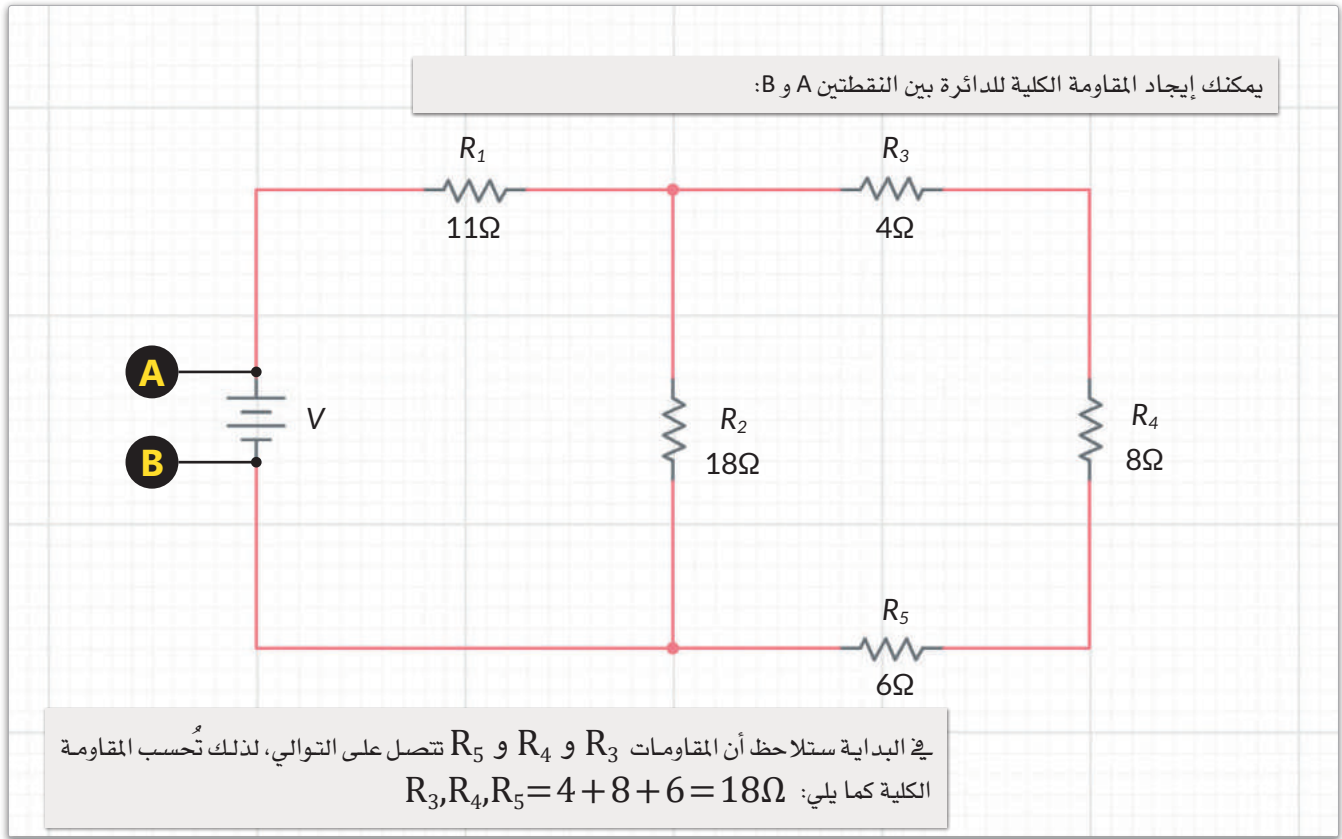 يمكنك إيجاد المقاومة الكلية للدائرة بين النقطتين A و B:
R₁
11Ω
R₃
4Ω
A
B
V
R₂
18Ω
R₄
8Ω
R₅
6Ω
في البداية ستلاحظ أن المقاومات R₃ و R₄ و R₅ تتصل على التوالي، لذلك تُحسب المقاومة
الكلية كما يلي: R₃,R₄,R₅=4+8+6=18Ω